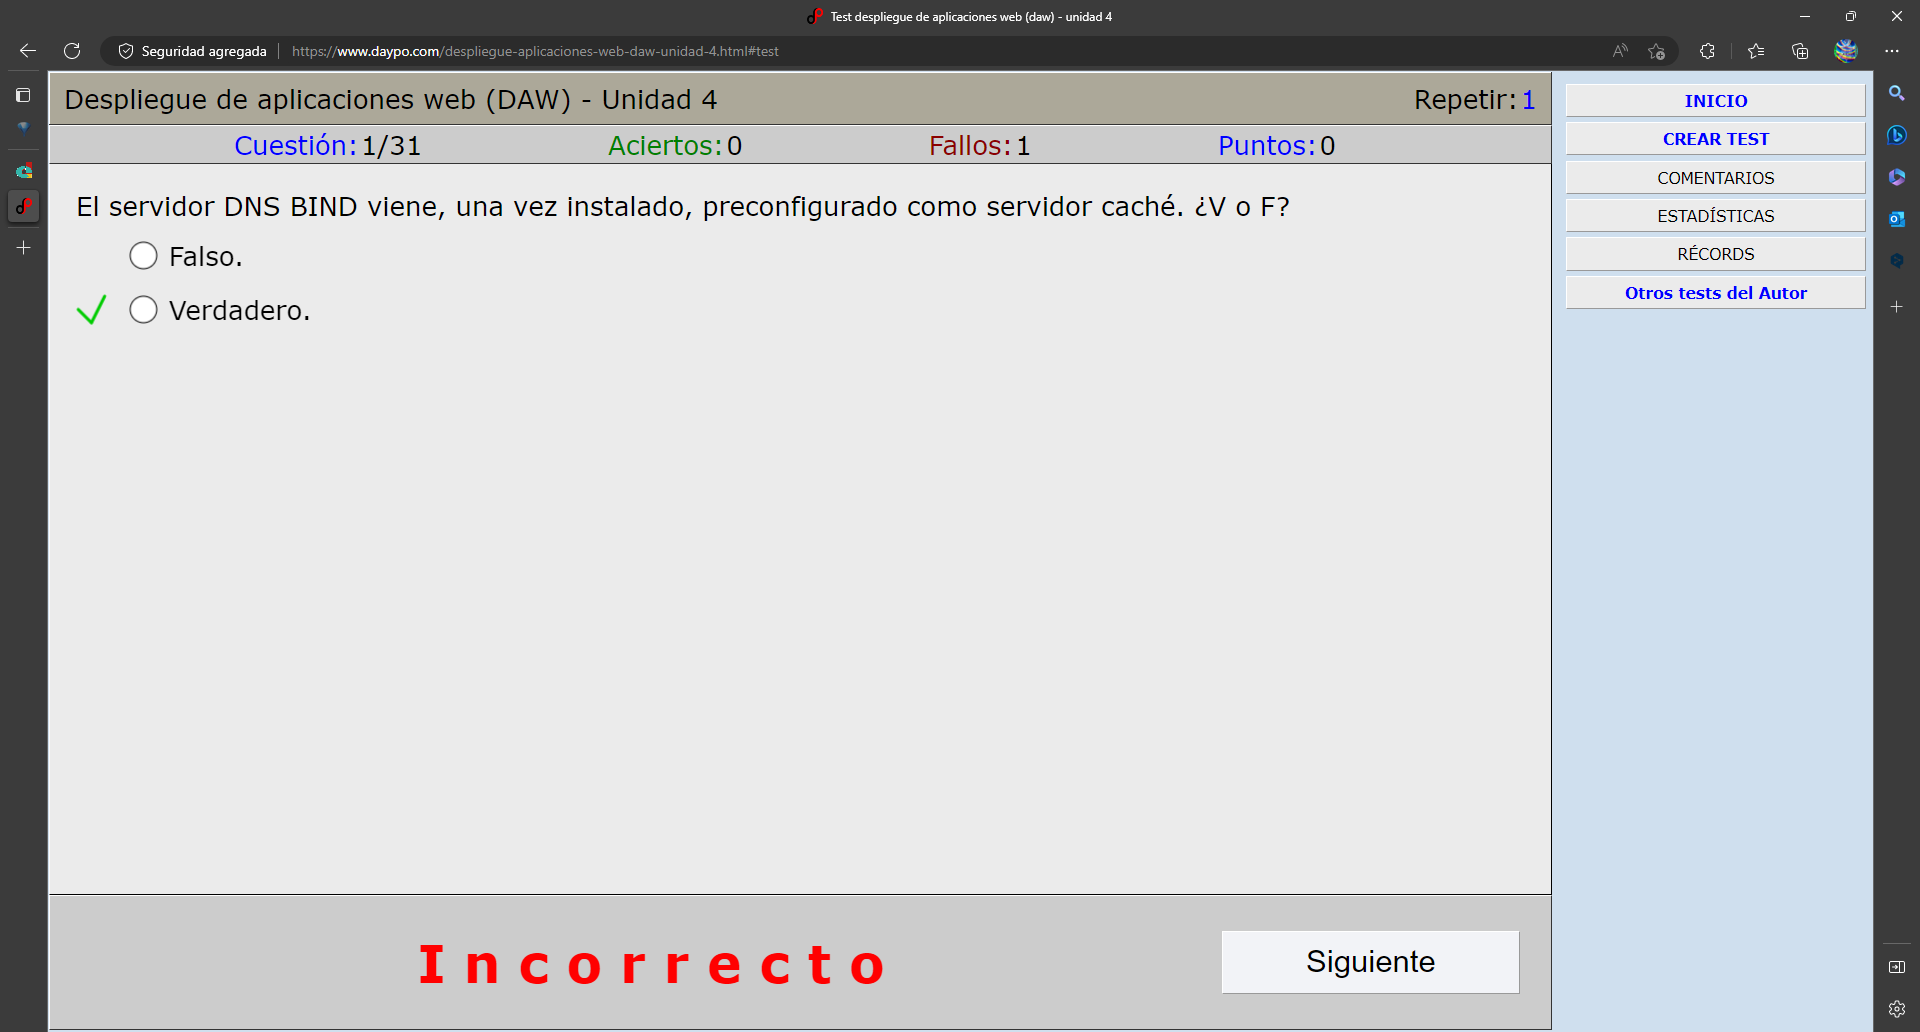 Test despliegue de aplicaciones web (daw) - unidad 4
Seguridad agregada
https://www.daypo.com/despliegue-aplicaciones-web-daw-unidad-4.html#test
Despliegue de aplicaciones web (DAW) - Unidad 4
Repetir: 1
Cuestión: 1/31
Aciertos: 0
Fallos: 1
Puntos: 0
El servidor DNS BIND viene, una vez instalado, preconfigurado como servidor caché. ¿V o F?
Falso.
Verdadero.
Incorrecto
Siguiente
INICIO
CREAR TEST
COMENTARIOS
ESTADÍSTICAS
RÉCORDS
Otros tests del Autor